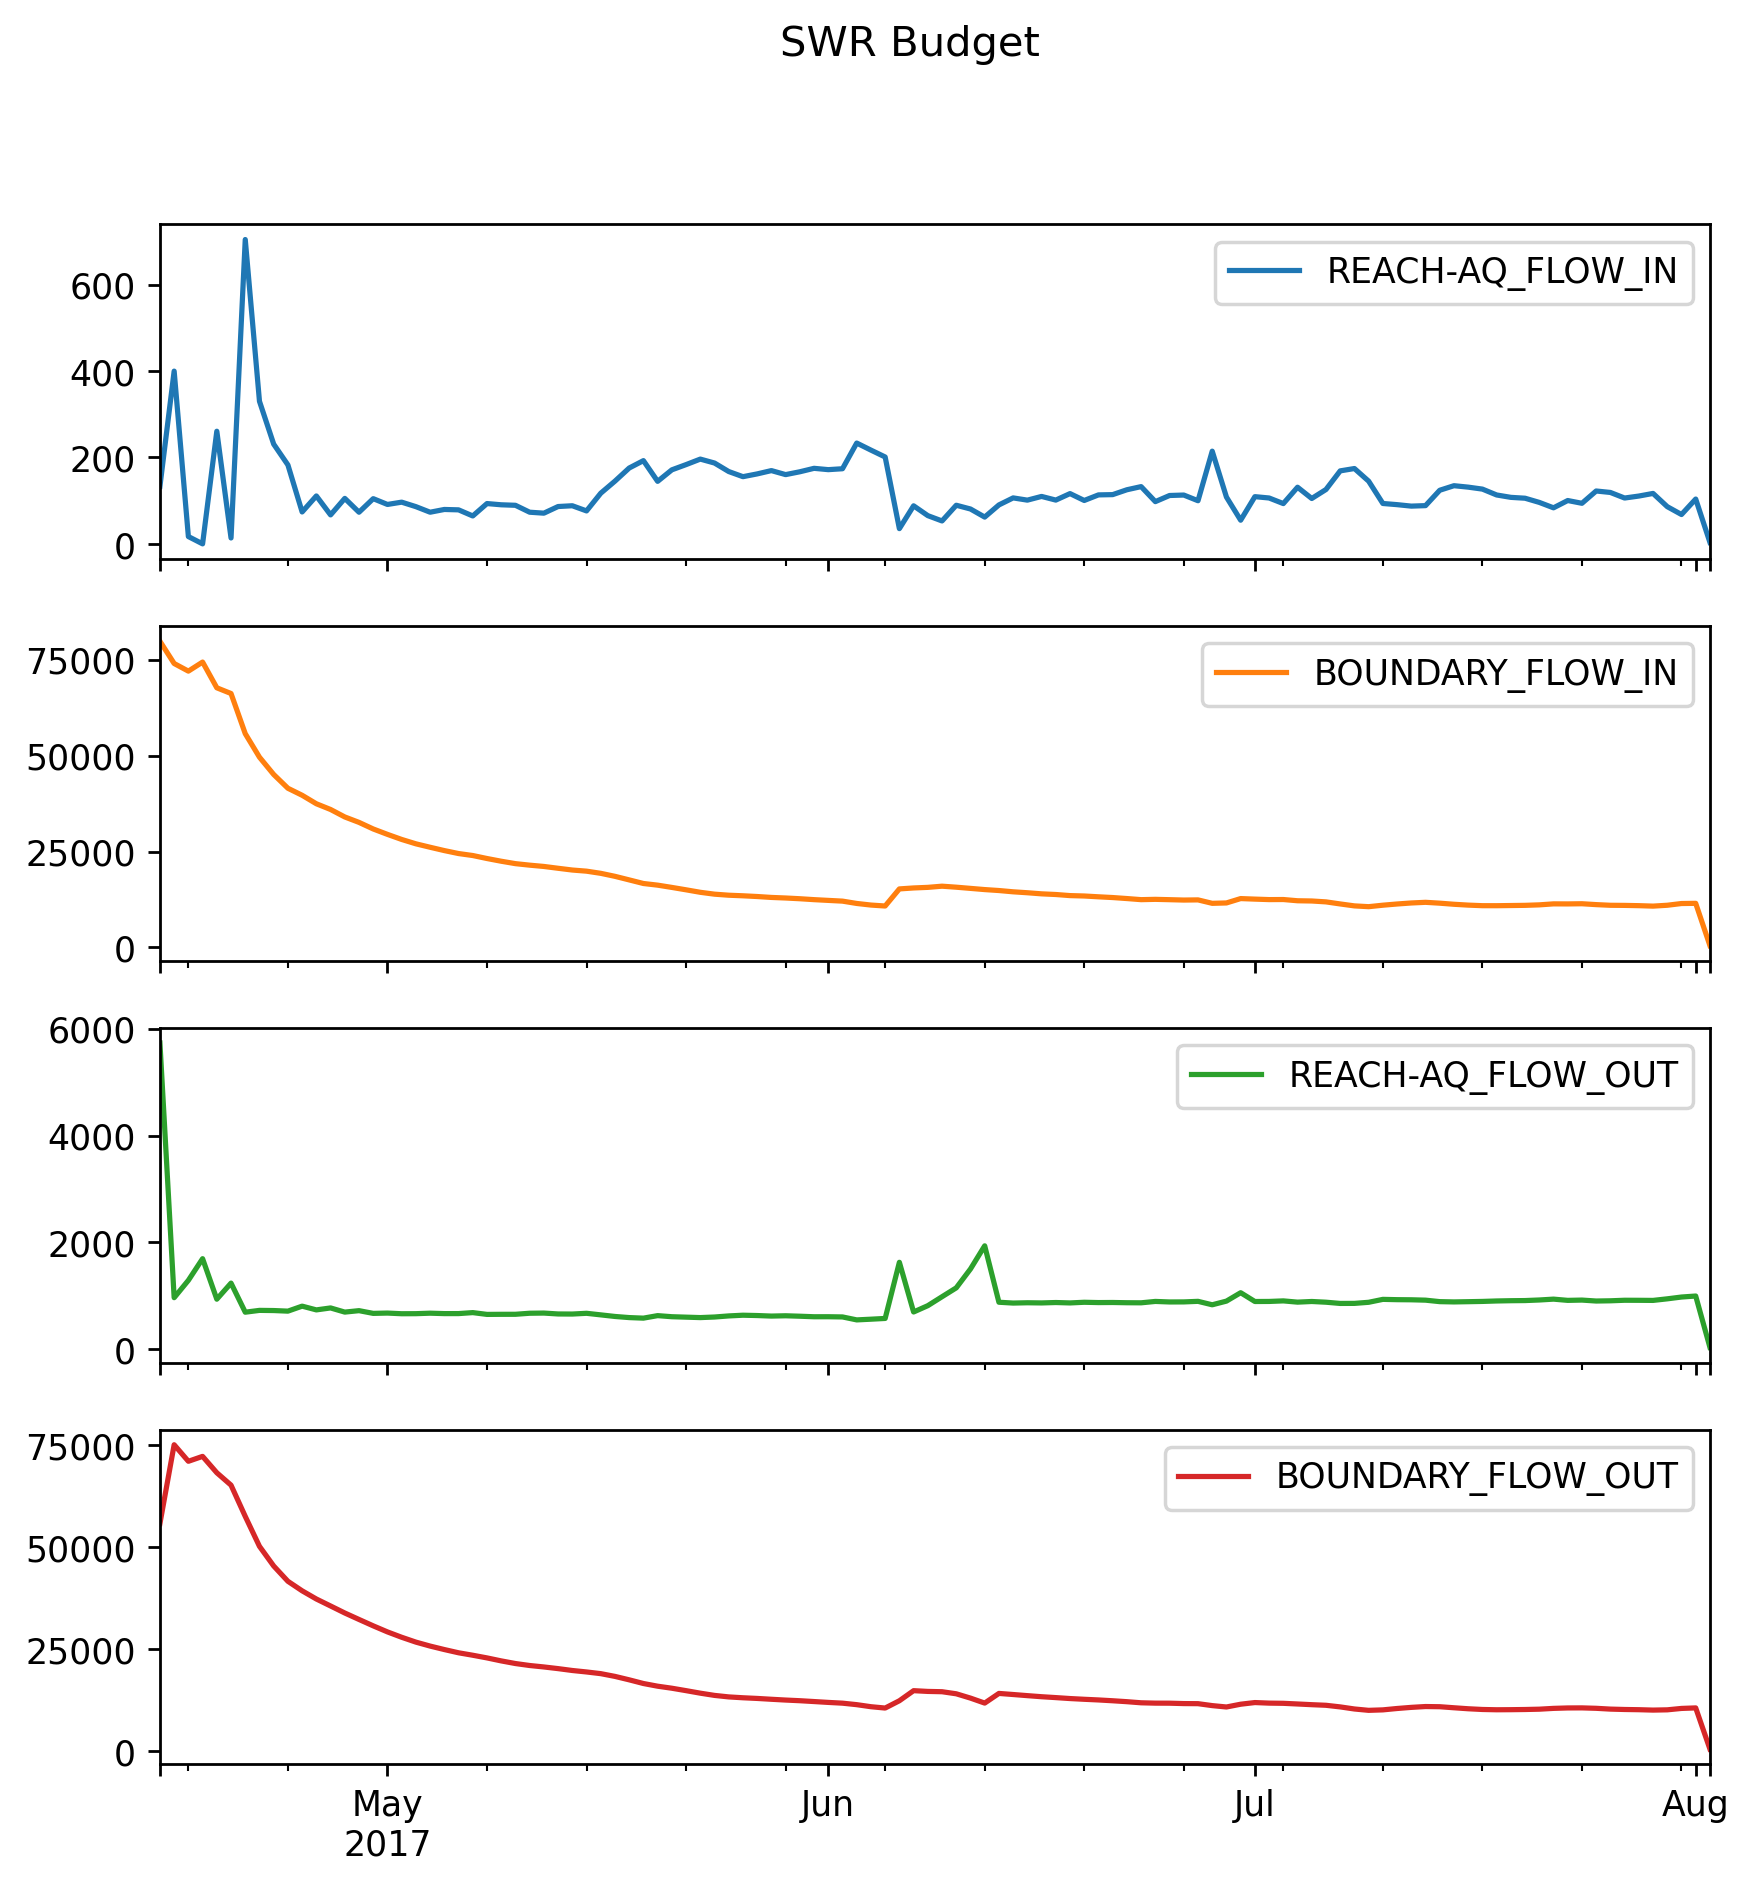 SWR Budget
600
400
200
0
REACH-AQ_FLOW_IN
75000
50000
25000
0
BOUNDARY_FLOW_IN
6000
4000
2000
0
REACH-AQ_FLOW_OUT
75000
50000
25000
0
BOUNDARY_FLOW_OUT
May Jun Jul Aug
2017